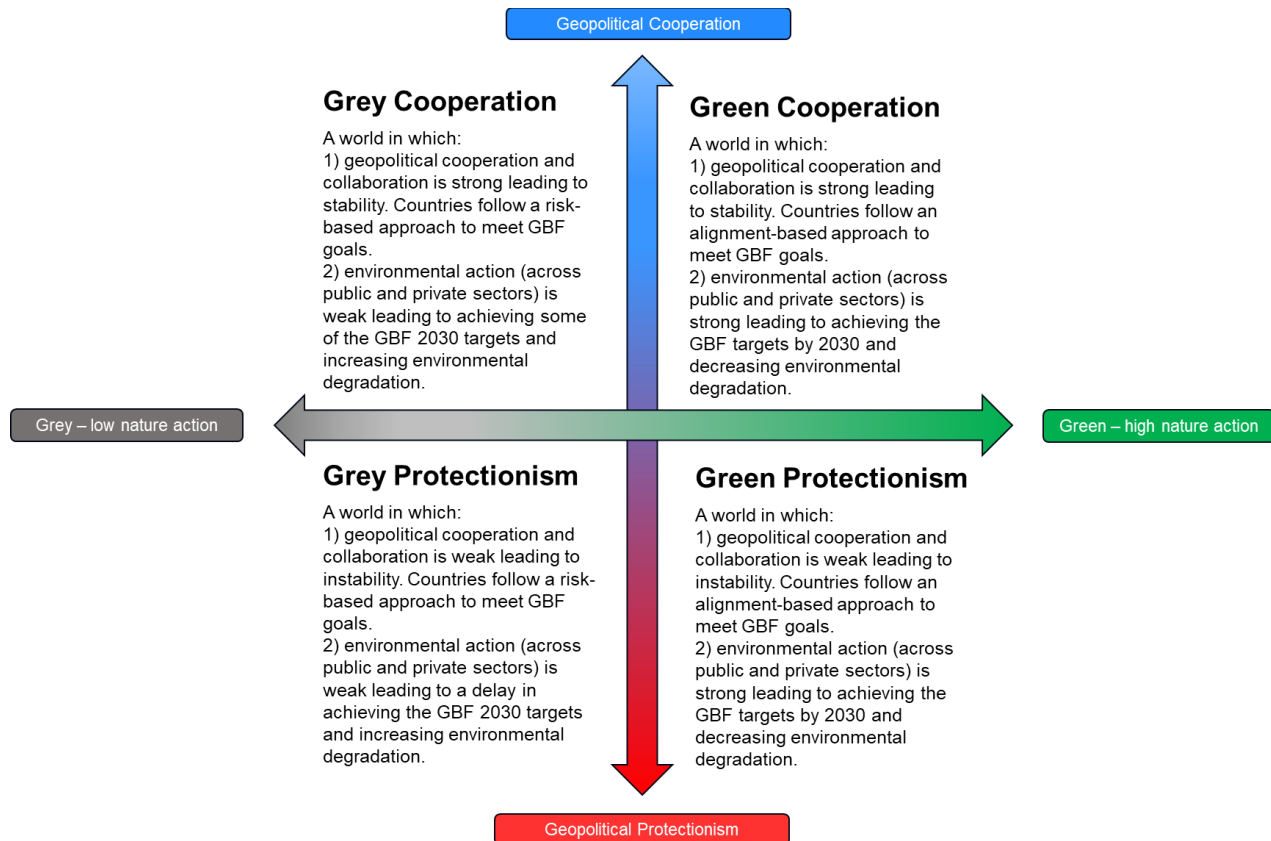 Geopolitical Cooperation
Grey Cooperation
A world in which:
1) geopolitical cooperation and
collaboration is strong leading to
stability. Countries follow a risk-
based approach to meet GBF
goals.
2) environmental action (across
public and private sectors) is
weak leading to achieving some
of the GBF 2030 targets and
increasing environmental
degradation.
Green Cooperation
A world in which:
1) geopolitical cooperation and
collaboration is strong leading
to stability. Countries follow an
alignment-based approach to
meet GBF goals.
2) environmental action (across
public and private sectors) is
strong leading to achieving the
GBF targets by 2030 and
decreasing environmental
degradation.
Grey – low nature action
Green – high nature action
Grey Protectionism
A world in which:
1) geopolitical cooperation and
collaboration is weak leading to
instability. Countries follow a risk-
based approach to meet GBF
goals.
2) environmental action (across
public and private sectors) is
weak leading to a delay in
achieving the GBF 2030 targets
and increasing environmental
degradation.
Green Protectionism
A world in which:
1) geopolitical cooperation and
collaboration is weak leading to
instability. Countries follow an
alignment-based approach to
meet GBF goals.
2) environmental action (across
public and private sectors) is
strong leading to achieving the
GBF targets by 2030 and
decreasing environmental
degradation.
Geopolitical Protectionism